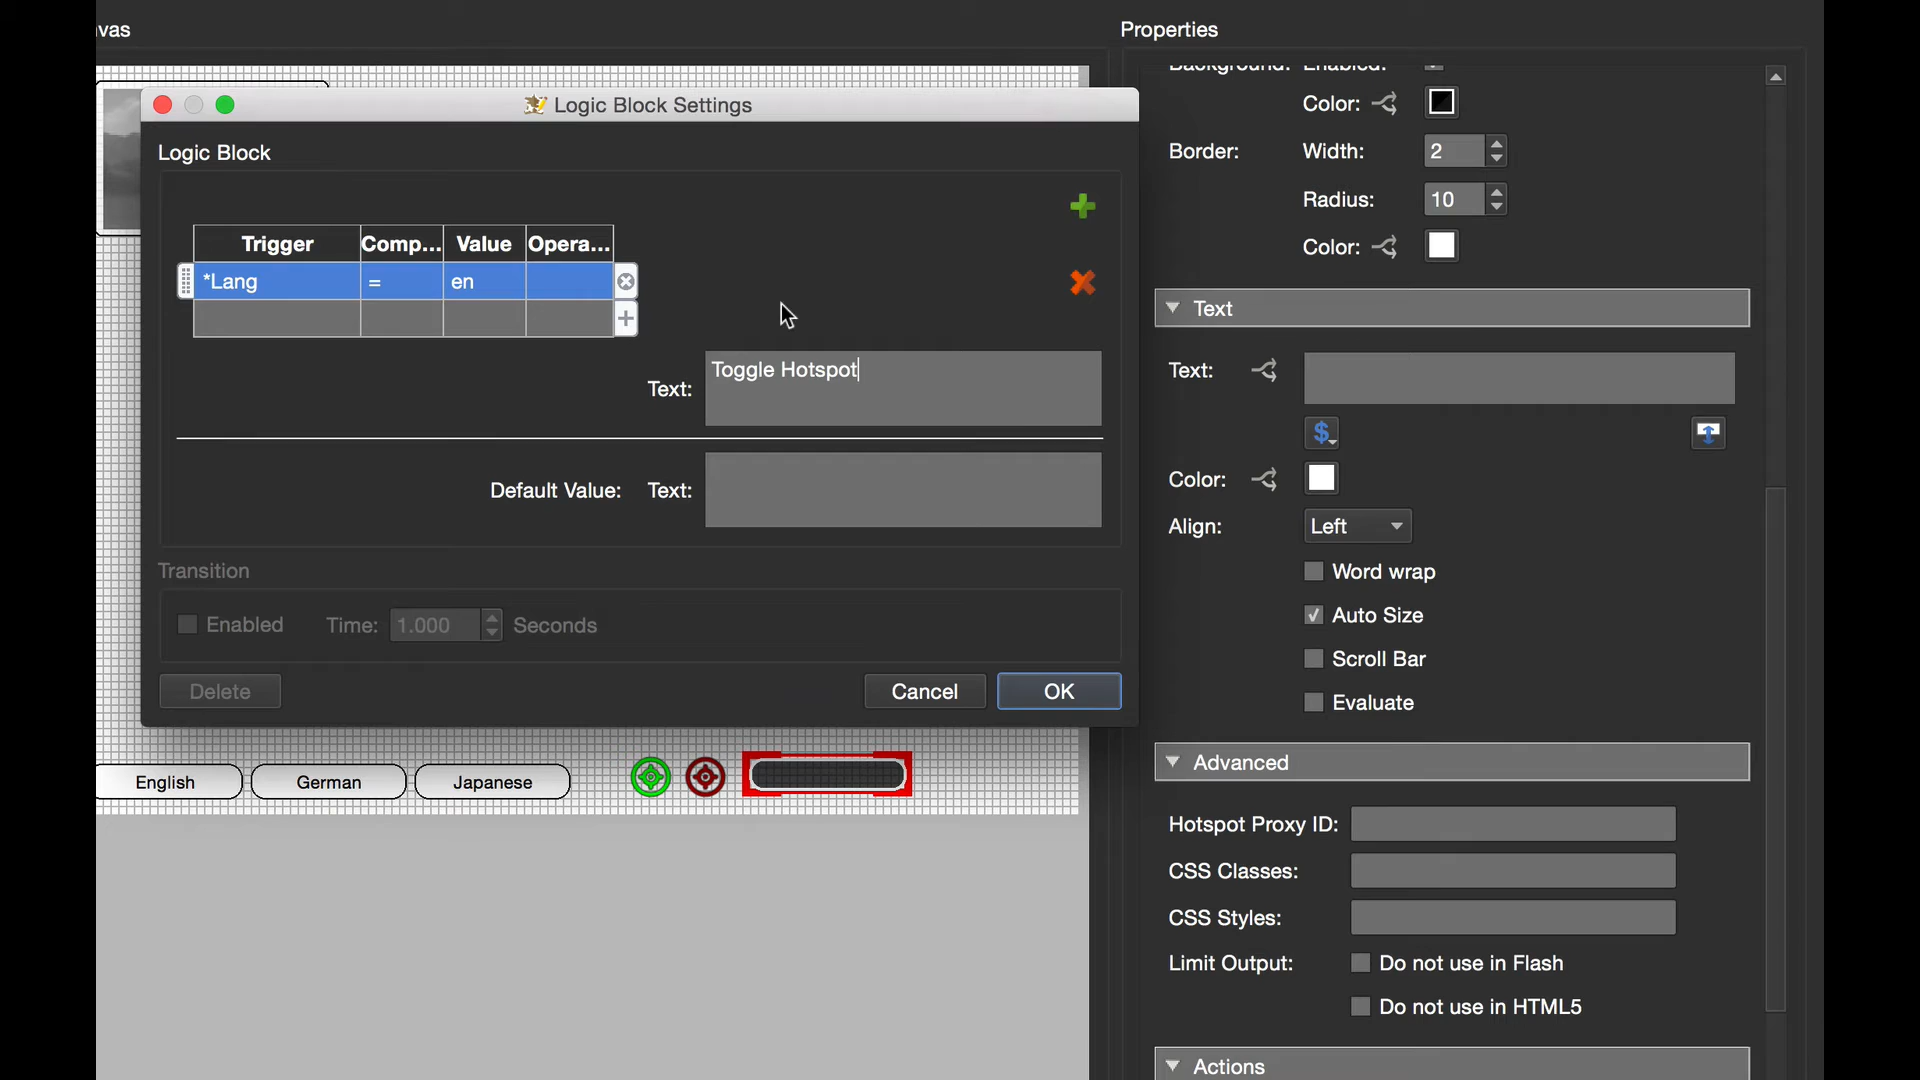 vas
Properties
Background: Enabled:
Logic Block Settings
Color:
Logic Block
Border: Width: 2
Radius: 10
Trigger Comp... Value Opera...
Color:
*Lang = en
Text
Toggle Hotspot
Text:
Text:
$
Default Value: Text:
Color:
Align: Left
Word wrap
Transition
Auto Size
Enabled Time: 1.000 Seconds
Scroll Bar
Delete Cancel OK
Evaluate
Advanced
English German Japanese
Hotspot Proxy ID:
CSS Classes:
CSS Styles:
Limit Output: Do not use in Flash
Do not use in HTML5
Actions